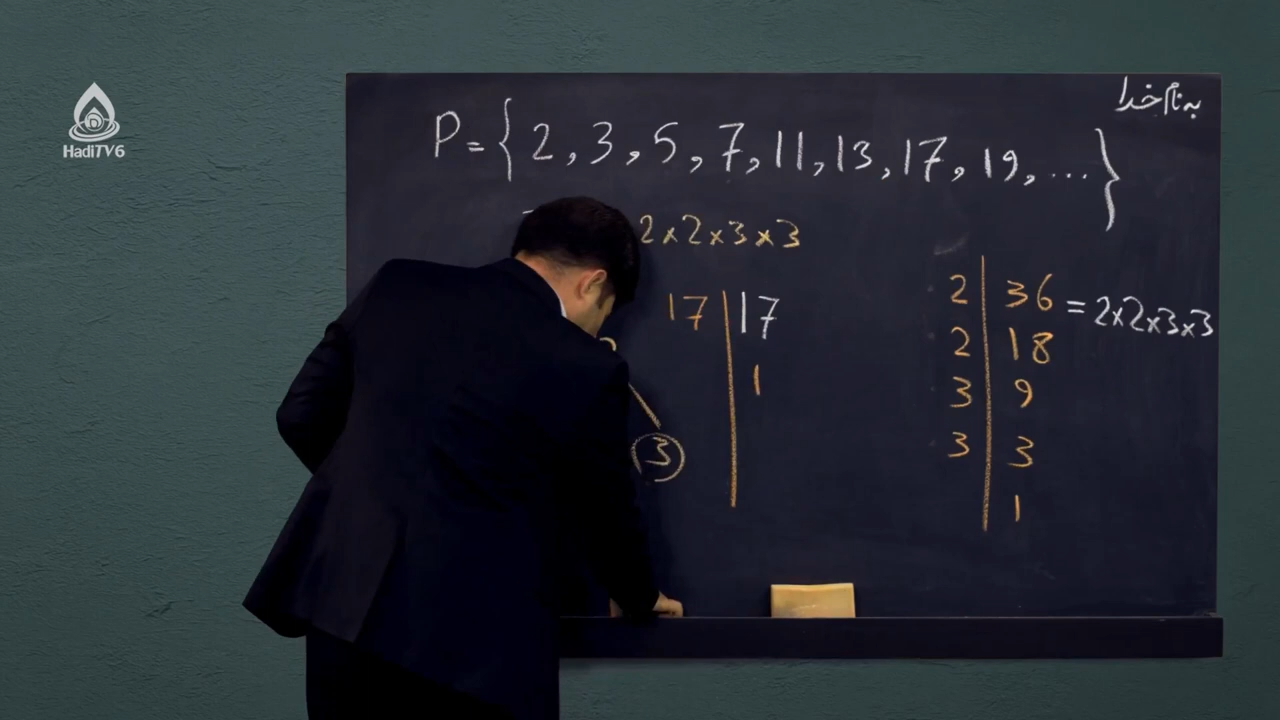 HadiTV6
به نام خدا
P={2,3,5,7,11,13,17,19,...}
2×2×3×3
2 | 36 = 2×2×3×3
17 | 17
2 | 18
1
3 | 9
3
3 | 3
1